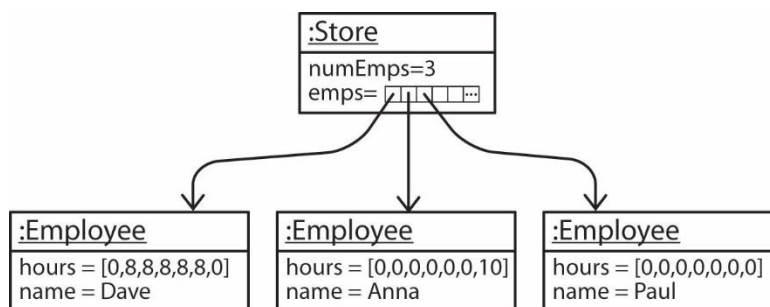 :Store
numEmps=3
emps= ...
:Employee
hours = [0,8,8,8,8,8,0]
name = Dave
:Employee
hours = [0,0,0,0,0,0,10]
name = Anna
:Employee
hours = [0,0,0,0,0,0,0]
name = Paul